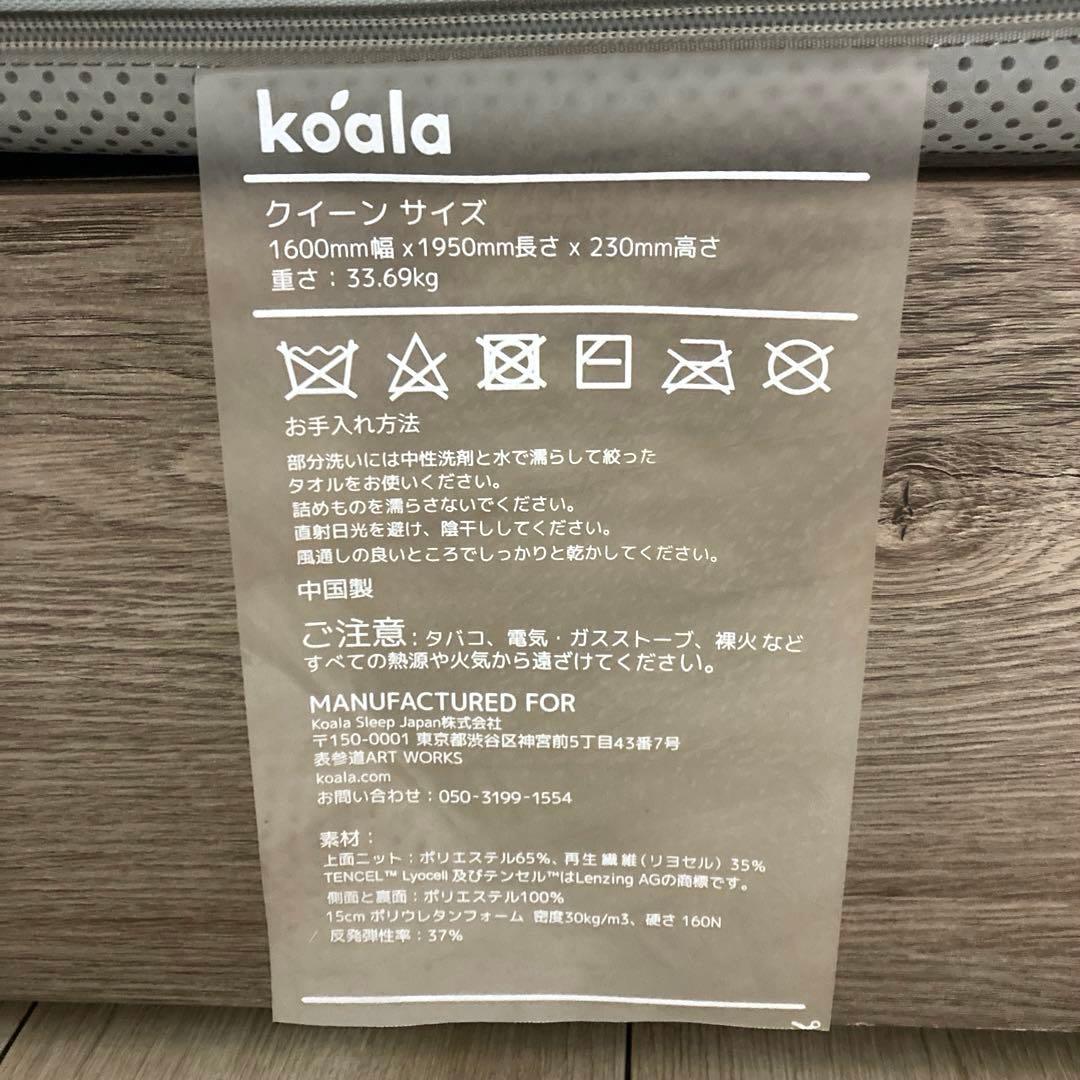 kóala
クイーン サイズ
1600mm幅 x1950mm長さ x 230mm高さ
重さ：33.69kg
お手入れ方法
部分洗いには中性洗剤と水で濡らして絞った
タオルをお使いください。
詰めものを濡らさないでください。
直射日光を避け、陰干ししてください。
風通しの良いところでしっかりと乾かしてください。
中国製
ご注意：タバコ、電気・ガスストーブ、裸火など
すべての熱源や火気から遠ざけてください。
MANUFACTURED FOR
Koala Sleep Japan株式会社
〒150-0001 東京都渋谷区神宮前5丁目43番7号
表参道ART WORKS
koala.com
お問い合わせ：050-3199-1554
素材：
上面ニット：ポリエステル65%、再生繊維（リヨセル）35%
TENCEL™ Lyocell 及びテンセル™はLenzing AGの商標です。
側面と裏面：ポリエステル100%
15cm ポリウレタンフォーム 密度30kg/m3、硬さ 160N
/ 反発弾性率：37%